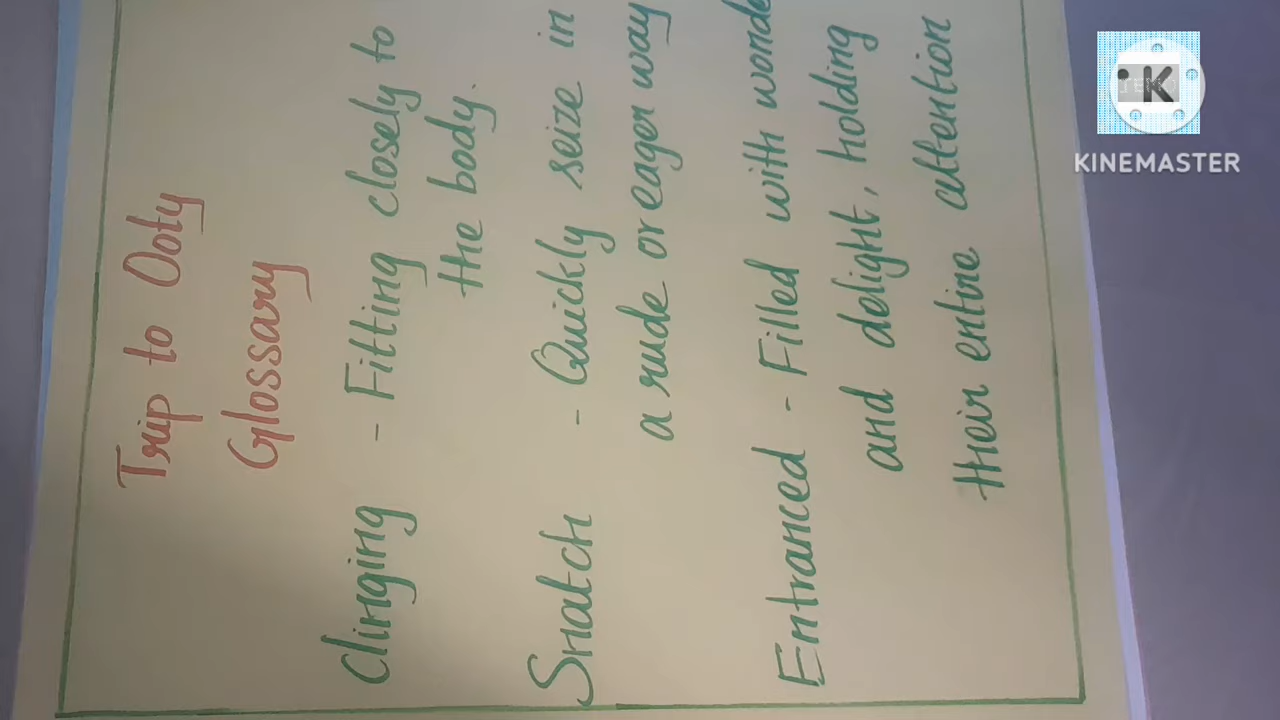 Trip to Ooty
Glossary
Clinging - Fitting closely to
the body.
Snatch - Quickly seize in
a rude or eager way
Entranced - Filled with wonde
and delight, holding
their entire attention
KINEMASTER